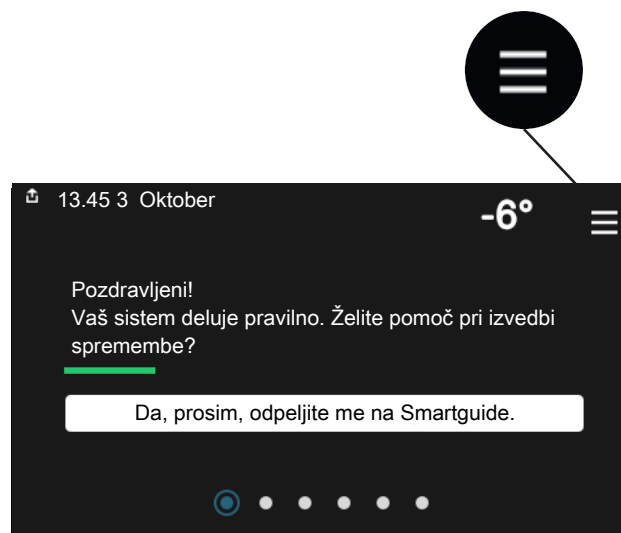 13.45 3 Oktober
-6°
Pozdravljeni!
Vaš sistem deluje pravilno. Želite pomoč pri izvedbi
spremembe?
Da, prosim, odpeljite me na Smartguide.